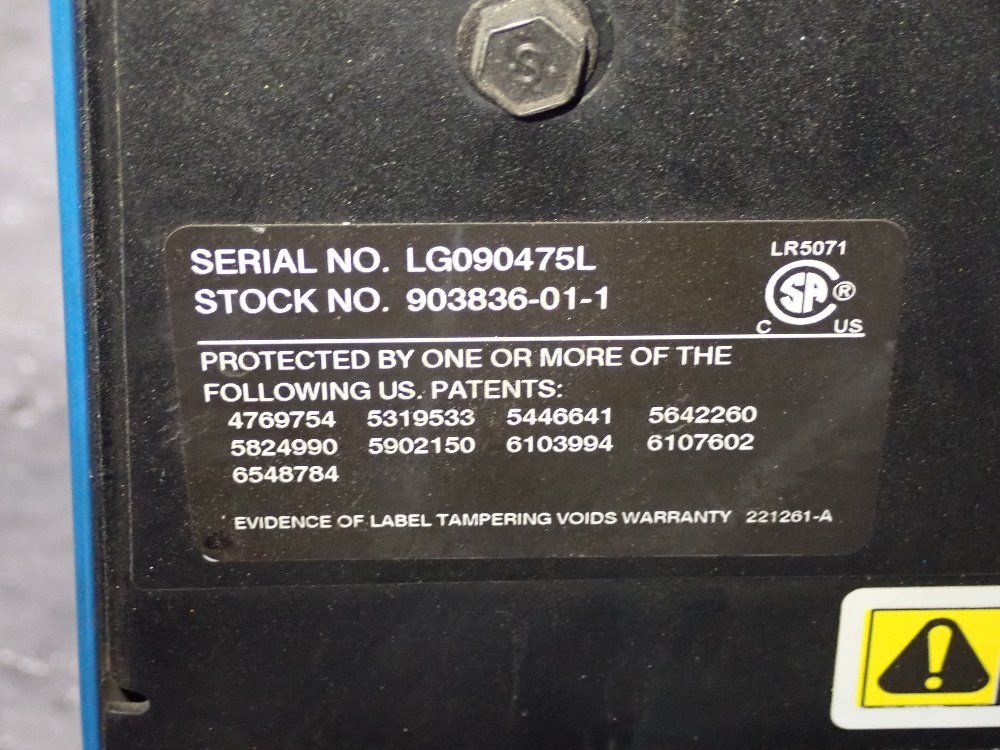 S
SERIAL NO. LG090475L
STOCK NO. 903836-01-1
LR5071
SA ®
C US
PROTECTED BY ONE OR MORE OF THE
FOLLOWING US. PATENTS:
4769754 5319533 5446641 5642260
5824990 5902150 6103994 6107602
6548784
EVIDENCE OF LABEL TAMPERING VOIDS WARRANTY 221261-A
!